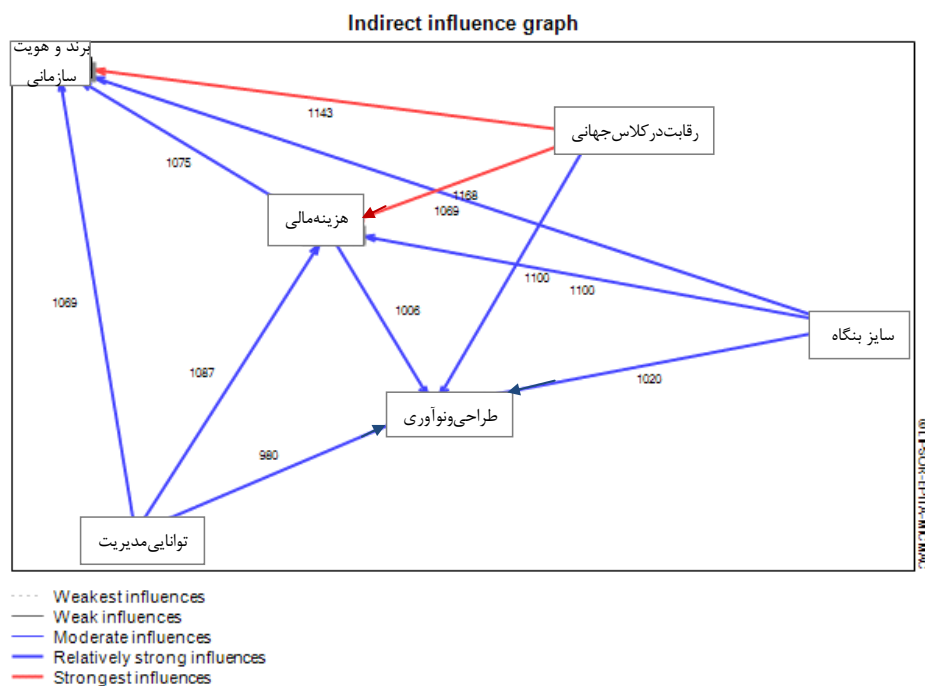 Indirect influence graph
برند و هویت
سازمانی
1143
رقابت‌درکلاس‌جهانی
1075
1168
1069
هزینه‌مالی
1100
1100
1069
1006
سایز بنگاه
1087
1020
طراحی‌ونوآوری
980
توانایی‌مدیریت
Weakest influences
Weak influences
Moderate influences
Relatively strong influences
Strongest influences